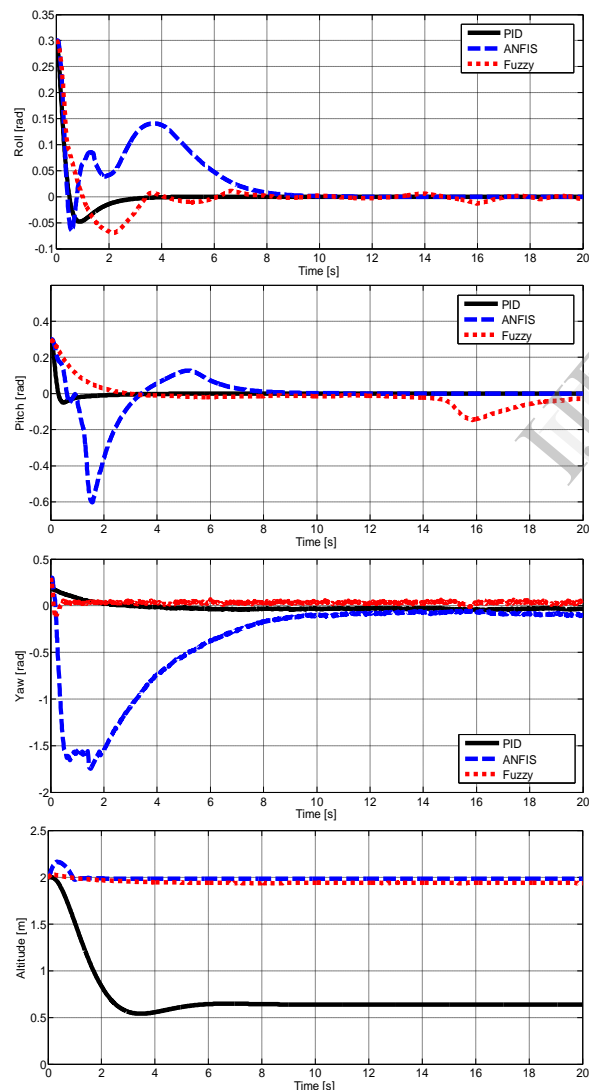 0.35
0.3
0.25
0.2
0.15
0.1
0.05
0
-0.05
-0.1
Roll [rad]
PID
ANFIS
Fuzzy
0 2 4 6 8 10 12 14 16 18 20
Time [s]
0.4
0.2
0
-0.2
-0.4
-0.6
Pitch [rad]
PID
ANFIS
Fuzzy
0 2 4 6 8 10 12 14 16 18 20
Time [s]
0.5
0
-0.5
-1
-1.5
-2
Yaw [rad]
PID
ANFIS
Fuzzy
0 2 4 6 8 10 12 14 16 18 20
Time [s]
2.5
2
1.5
1
0.5
0
Altitude [m]
0 2 4 6 8 10 12 14 16 18 20
Time [s]